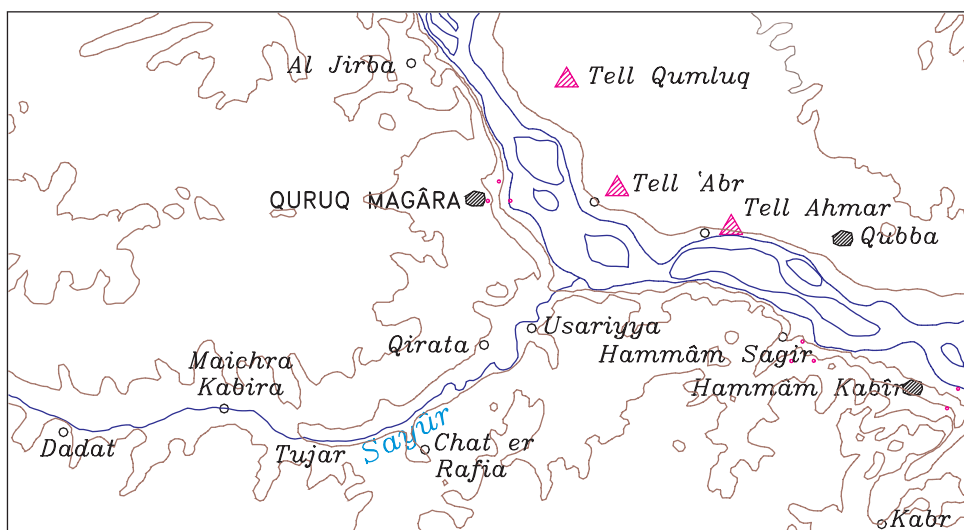 Al Jirba
Tell Qumluq
QURUQ MAGÂRA
Tell 'Abr
Tell Ahmar
Qubba
Usariyya
Qirata
Hammâm Sagir
Maichra
Kabira
Hammâm Kabîr
Sayûr
Dadat
Tujar
Chat er
Rafia
Kabr